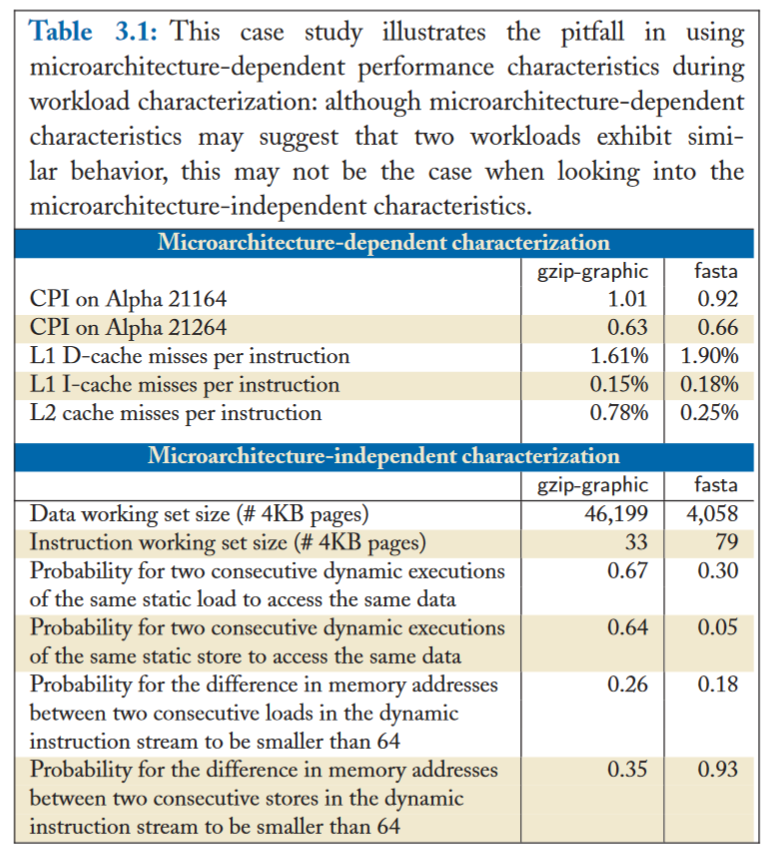 Table 3.1: This case study illustrates the pitfall in using
microarchitecture-dependent performance characteristics during
workload characterization: although microarchitecture-dependent
characteristics may suggest that two workloads exhibit simi-
lar behavior, this may not be the case when looking into the
microarchitecture-independent characteristics.
Microarchitecture-dependent characterization
gzip-graphic fasta
CPI on Alpha 21164 1.01 0.92
CPI on Alpha 21264 0.63 0.66
L1 D-cache misses per instruction 1.61% 1.90%
L1 I-cache misses per instruction 0.15% 0.18%
L2 cache misses per instruction 0.78% 0.25%
Microarchitecture-independent characterization
gzip-graphic fasta
Data working set size (# 4KB pages) 46,199 4,058
Instruction working set size (# 4KB pages) 33 79
Probability for two consecutive dynamic executions 0.67 0.30
of the same static load to access the same data
Probability for two consecutive dynamic executions 0.64 0.05
of the same static store to access the same data
Probability for the difference in memory addresses 0.26 0.18
between two consecutive loads in the dynamic
instruction stream to be smaller than 64
Probability for the difference in memory addresses 0.35 0.93
between two consecutive stores in the dynamic
instruction stream to be smaller than 64